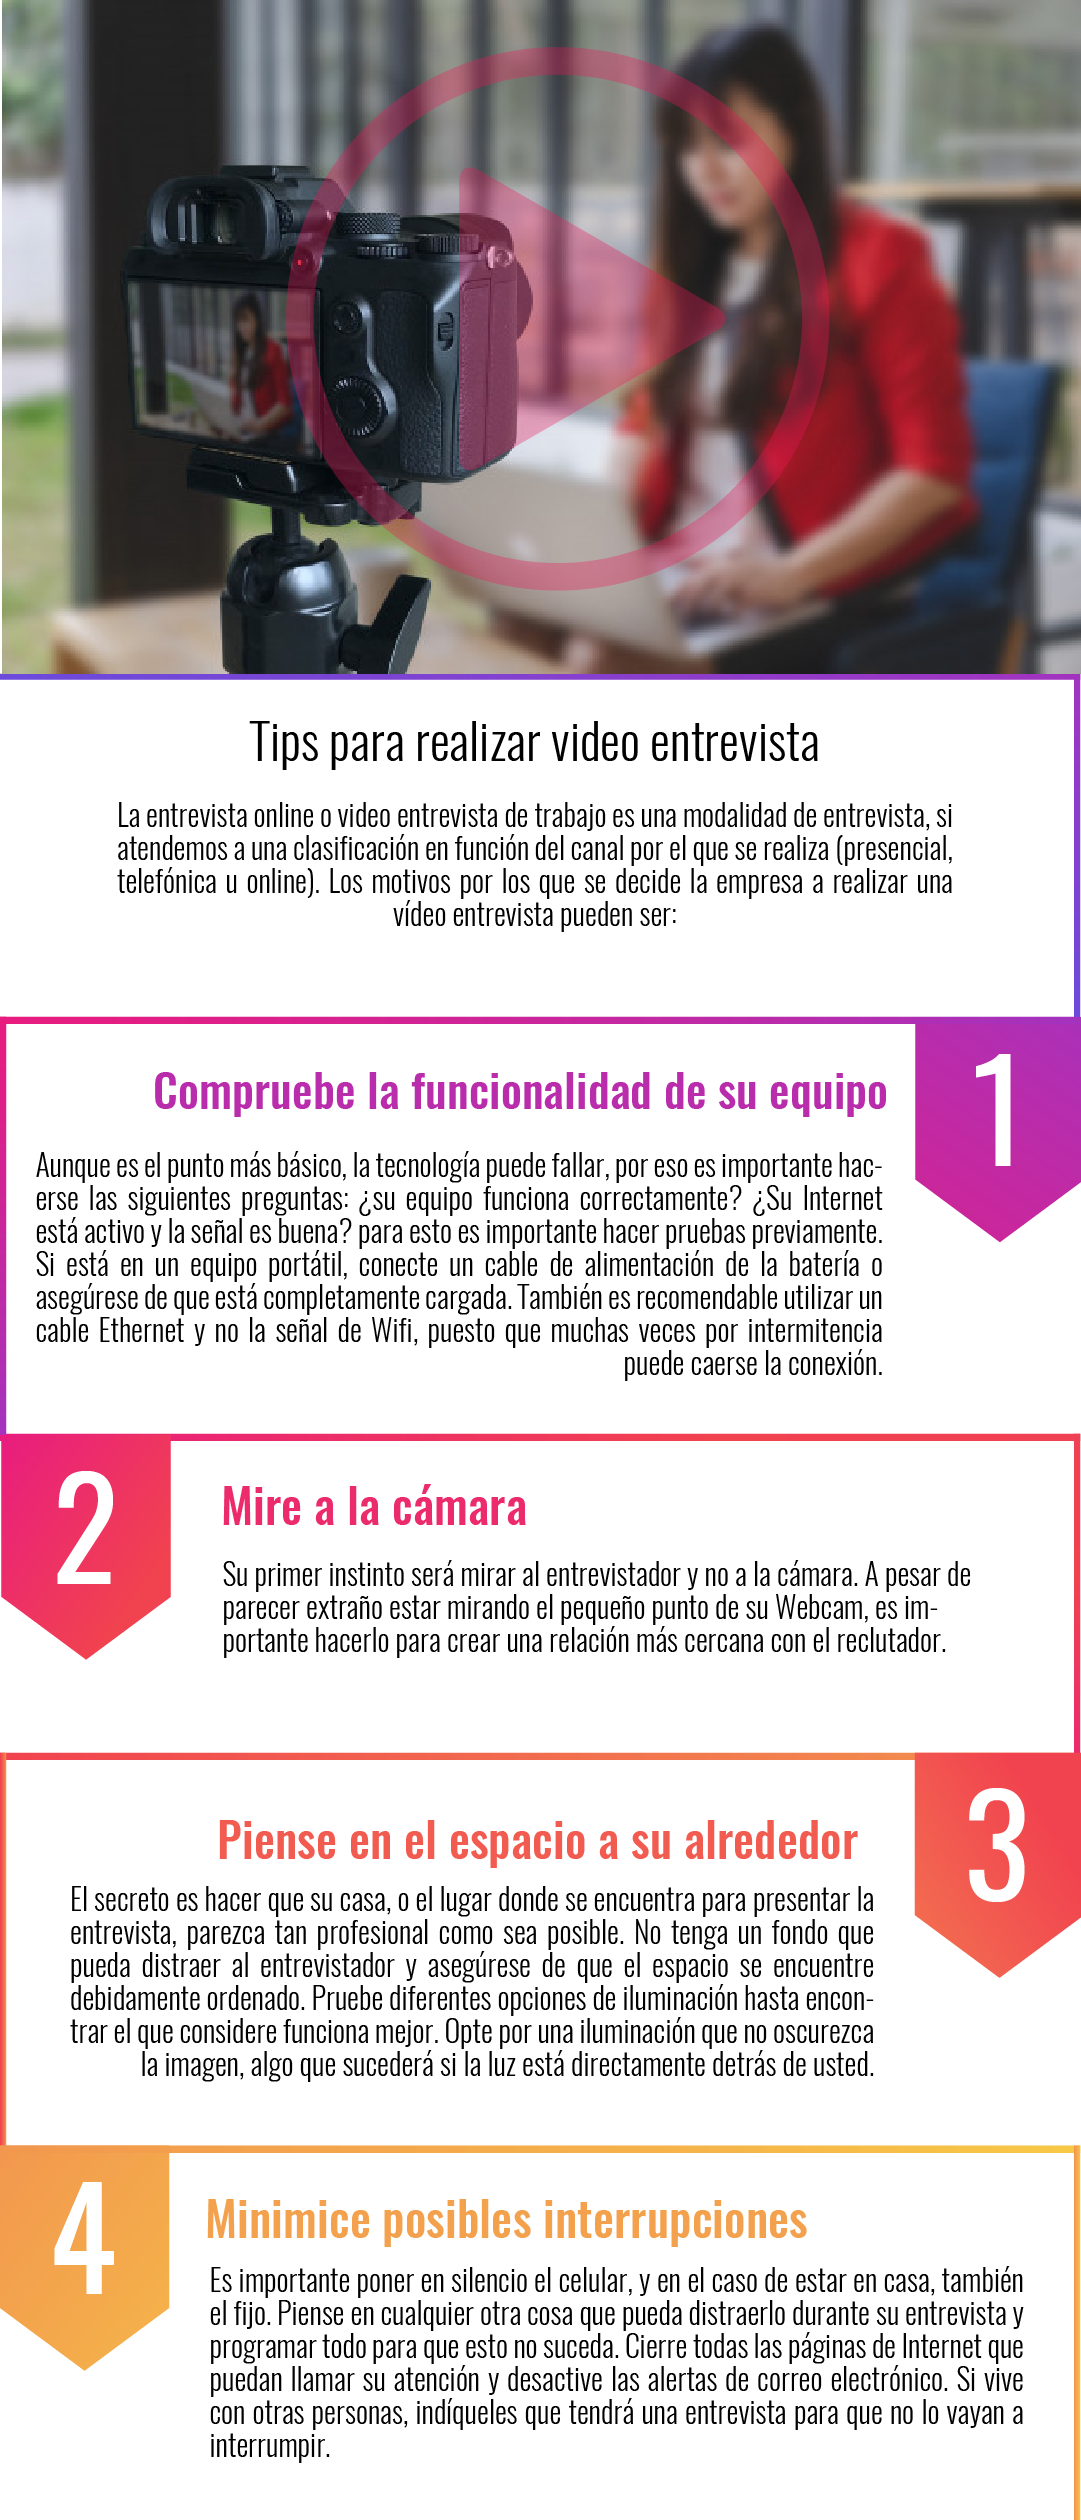 Tips para realizar video entrevista
La entrevista online o video entrevista de trabajo es una modalidad de entrevista, si
atendemos a una clasificación en función del canal por el que se realiza (presencial,
telefónica u online). Los motivos por los que se decide la empresa a realizar una
vídeo entrevista pueden ser:
1
Compruebe la funcionalidad de su equipo
Aunque es el punto más básico, la tecnología puede fallar, por eso es importante hac-
erse las siguientes preguntas: ¿su equipo funciona correctamente? ¿Su Internet
está activo y la señal es buena? para esto es importante hacer pruebas previamente.
Si está en un equipo portátil, conecte un cable de alimentación de la batería o
asegúrese de que está completamente cargada. También es recomendable utilizar un
cable Ethernet y no la señal de Wifi, puesto que muchas veces por intermitencia
puede caerse la conexión.
2
Mire a la cámara
Su primer instinto será mirar al entrevistador y no a la cámara. A pesar de
parecer extraño estar mirando el pequeño punto de su Webcam, es im-
portante hacerlo para crear una relación más cercana con el reclutador.
3
Piense en el espacio a su alrededor
El secreto es hacer que su casa, o el lugar donde se encuentra para presentar la
entrevista, parezca tan profesional como sea posible. No tenga un fondo que
pueda distraer al entrevistador y asegúrese de que el espacio se encuentre
debidamente ordenado. Pruebe diferentes opciones de iluminación hasta encon-
trar el que considere funciona mejor. Opte por una iluminación que no oscurezca
la imagen, algo que sucederá si la luz está directamente detrás de usted.
4
Minimice posibles interrupciones
Es importante poner en silencio el celular, y en el caso de estar en casa, también
el fijo. Piense en cualquier otra cosa que pueda distraerlo durante su entrevista y
programar todo para que esto no suceda. Cierre todas las páginas de Internet que
puedan llamar su atención y desactive las alertas de correo electrónico. Si vive
con otras personas, indíqueles que tendrá una entrevista para que no lo vayan a
interrumpir.